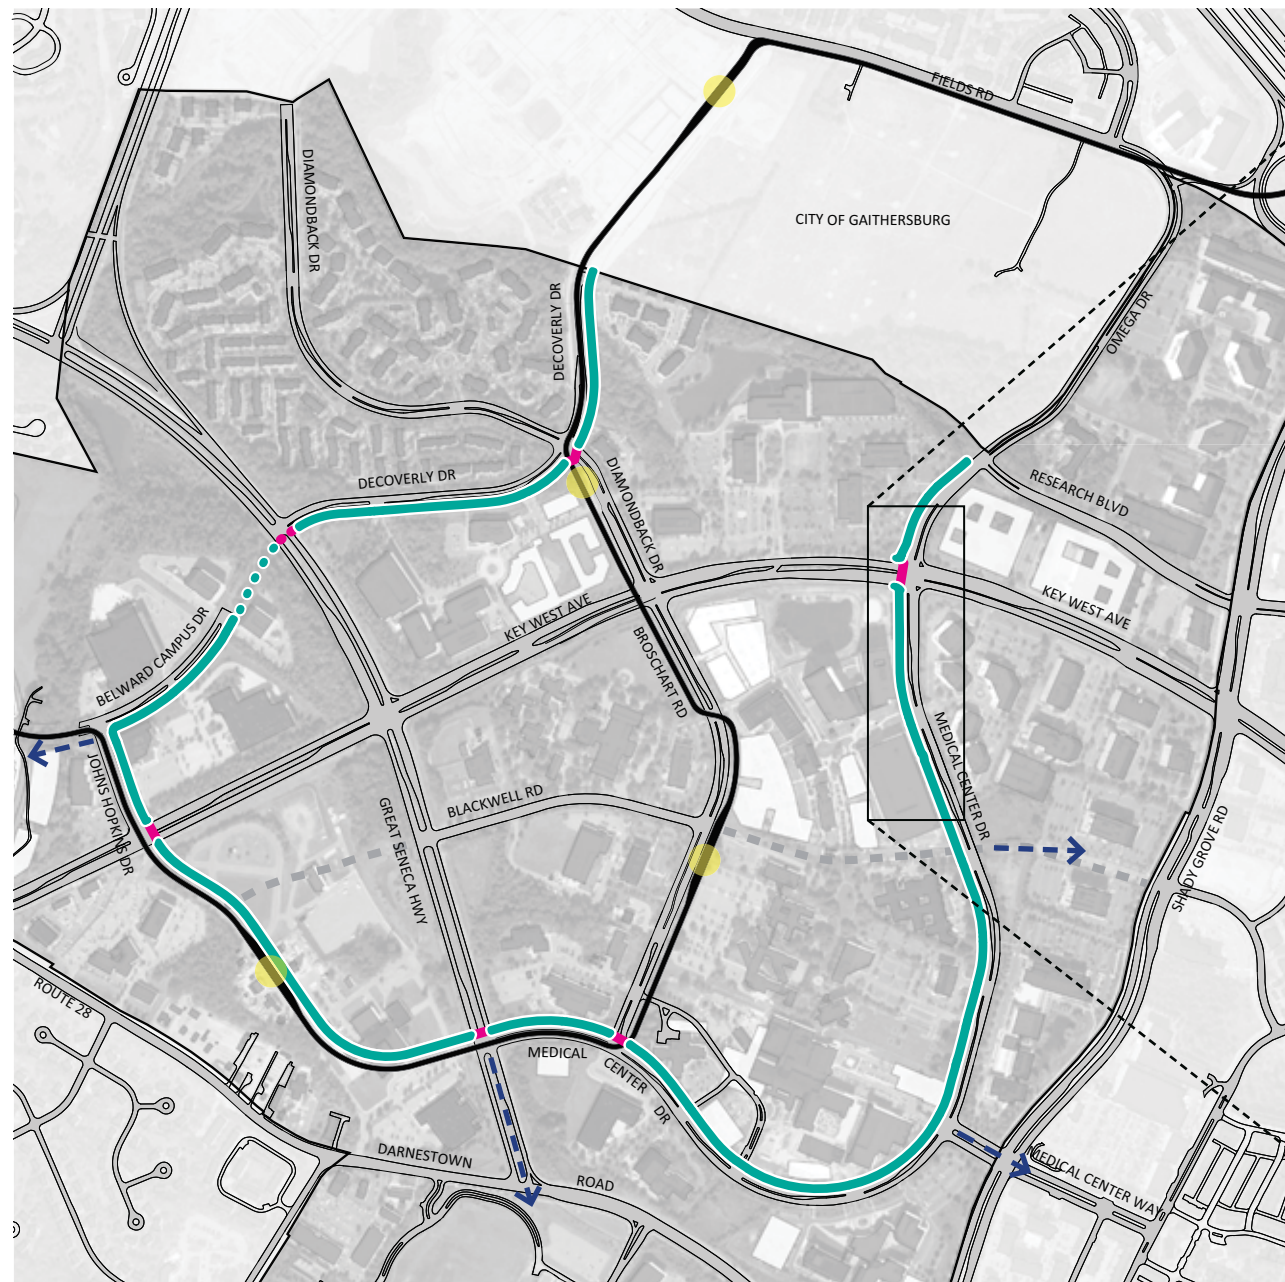 FIELDS RD
DIAMONDBACK DR
CITY OF GAITHERSBURG
DECOVERLY DR
OMEGA DR
DECOVERLY DR
DIAMONDBACK DR
RESEARCH BLVD
KEY WEST AVE
KEY WEST AVE
BELWARD CAMPUS DR
BROSCHART RD
MEDICAL CENTER DR
JOHNS HOPKINS DR
BLACKWELL RD
GREAT SENECA HWY
SHADY GROVE RD
ROUTE 28
MEDICAL
CENTER
DR
DARNESTOWN
ROAD
MEDICAL CENTER WAY